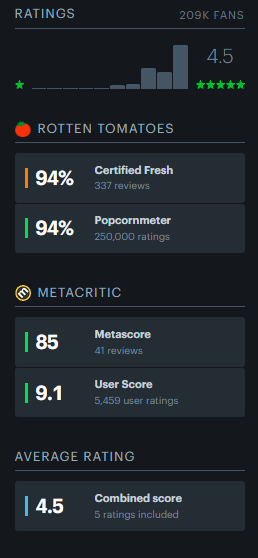 RATINGS 209K FANS
4.5
ROTTEN TOMATOES
94% Certified Fresh
337 reviews
94% Popcornmeter
250,000 ratings
METACRITIC
85 Metascore
41 reviews
9.1 User Score
5,459 user ratings
AVERAGE RATING
4.5 Combined score
5 ratings included